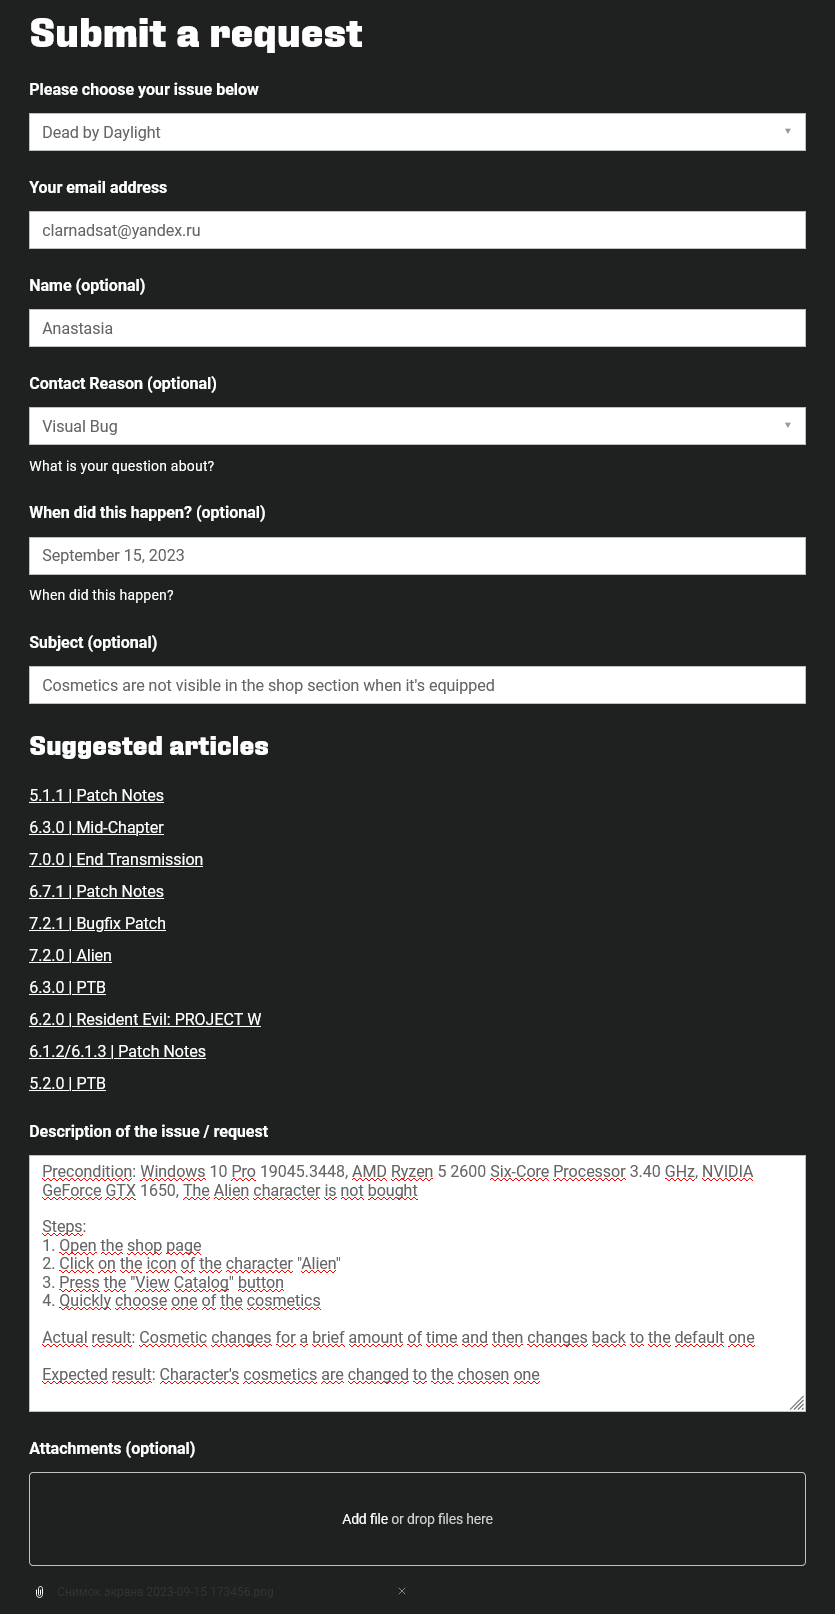 Submit a request
Please choose your issue below
Dead by Daylight
Your email address
clarnadsat@yandex.ru
Name (optional)
Anastasia
Contact Reason (optional)
Visual Bug
What is your question about?
When did this happen? (optional)
September 15, 2023
When did this happen?
Subject (optional)
Cosmetics are not visible in the shop section when it's equipped
Suggested articles
5.1.1 | Patch Notes
6.3.0 | Mid-Chapter
7.0.0 | End Transmission
6.7.1 | Patch Notes
7.2.1 | Bugfix Patch
7.2.0 | Alien
6.3.0 | PTB
6.2.0 | Resident Evil: PROJECT W
6.1.2/6.1.3 | Patch Notes
5.2.0 | PTB
Description of the issue / request
Precondition: Windows 10 Pro 19045.3448, AMD Ryzen 5 2600 Six-Core Processor 3.40 GHz, NVIDIA
GeForce GTX 1650, The Alien character is not bought
Steps:
1. Open the shop page
2. Click on the icon of the character "Alien"
3. Press the "View Catalog" button
4. Quickly choose one of the cosmetics
Actual result: Cosmetic changes for a brief amount of time and then changes back to the default one
Expected result: Character's cosmetics are changed to the chosen one
Attachments (optional)
Add file or drop files here
Снимок экрана 2023-09-15 173456.png